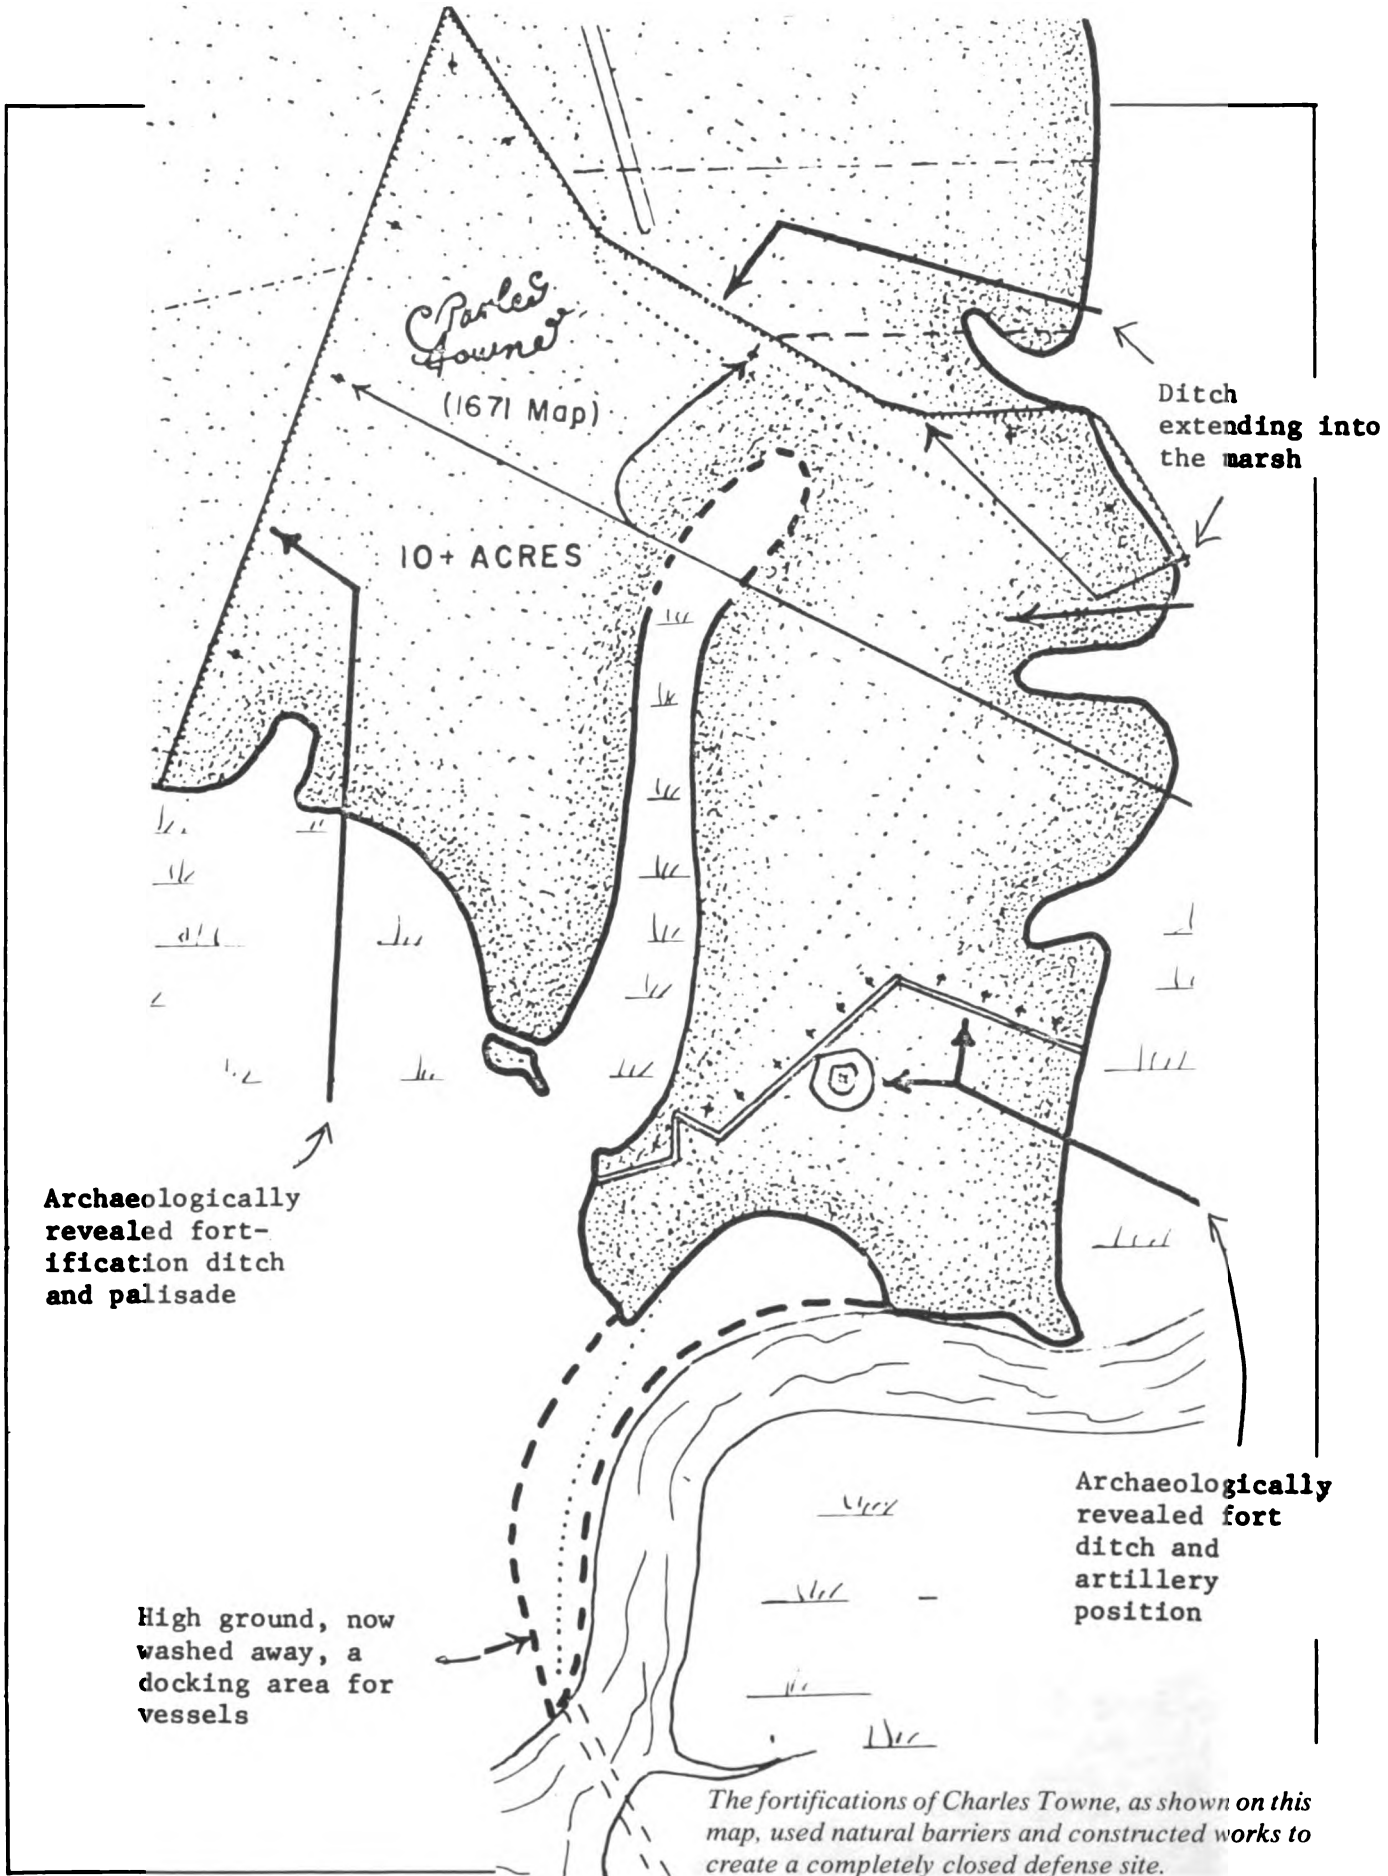 Charles
Towne
(1671 Map)
10+ ACRES
Ditch
extending into
the marsh
Archaeologically
revealed fort-
ification ditch
and palisade
Archaeologically
revealed fort
ditch and
artillery
position
High ground, now
washed away, a
docking area for
vessels
The fortifications of Charles Towne, as shown on this
map, used natural barriers and constructed works to
create a completely closed defense site.